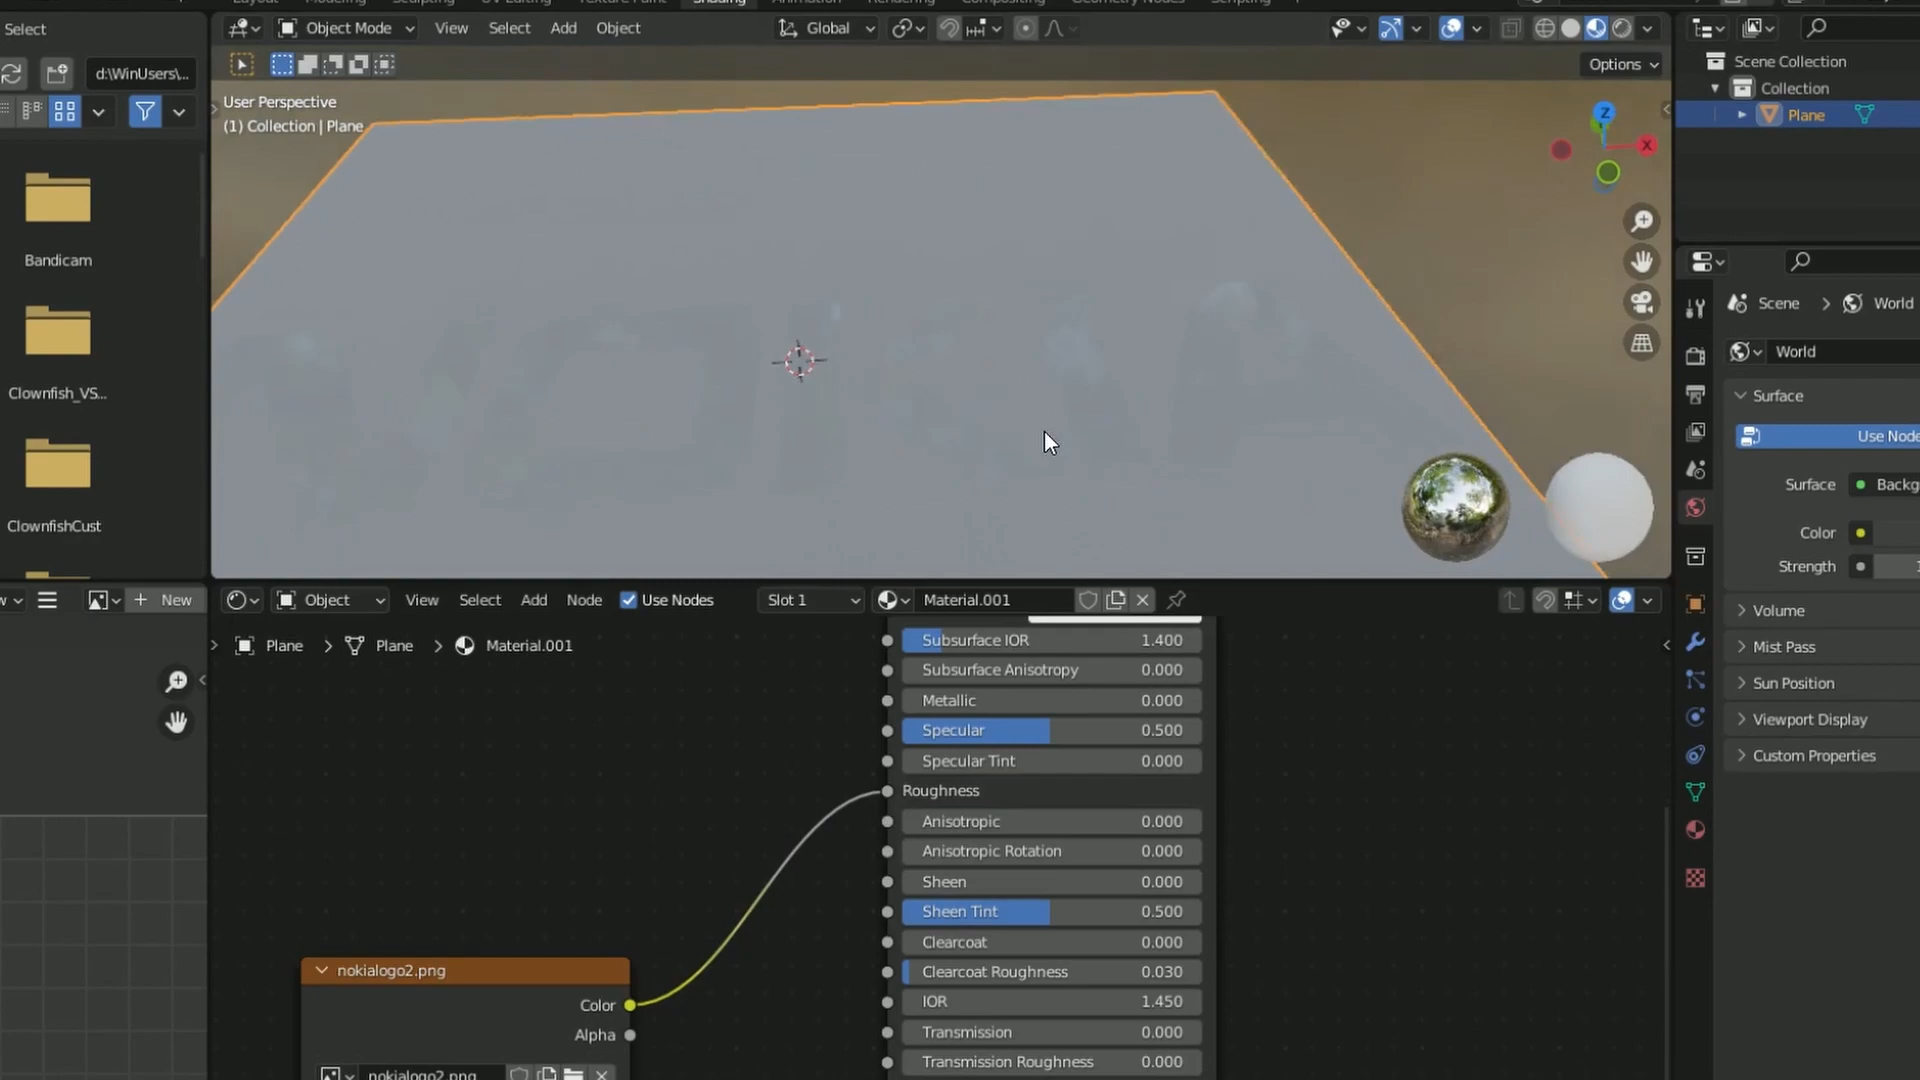 Select
d:\WinUsers\...
Bandicam
Clownfish_VS...
ClownfishCust
New
Object Mode
View
Select
Add
Object
Global
Options
User Perspective
(1) Collection | Plane
Z
X
Object
View
Select
Add
Node
Use Nodes
Slot 1
Material.001
Plane
Plane
Material.001
Subsurface IOR 1.400
Subsurface Anisotropy 0.000
Metallic 0.000
Specular 0.500
Specular Tint 0.000
Roughness
Anisotropic 0.000
Anisotropic Rotation 0.000
Sheen 0.000
Sheen Tint 0.500
Clearcoat 0.000
Clearcoat Roughness 0.030
IOR 1.450
Transmission 0.000
Transmission Roughness 0.000
nokialogo2.png
Color
Alpha
nokialogo2.png
Scene Collection
Collection
Plane
Scene
World
World
Surface
Use Node
Surface Backg
Color
Strength
Volume
Mist Pass
Sun Position
Viewport Display
Custom Properties